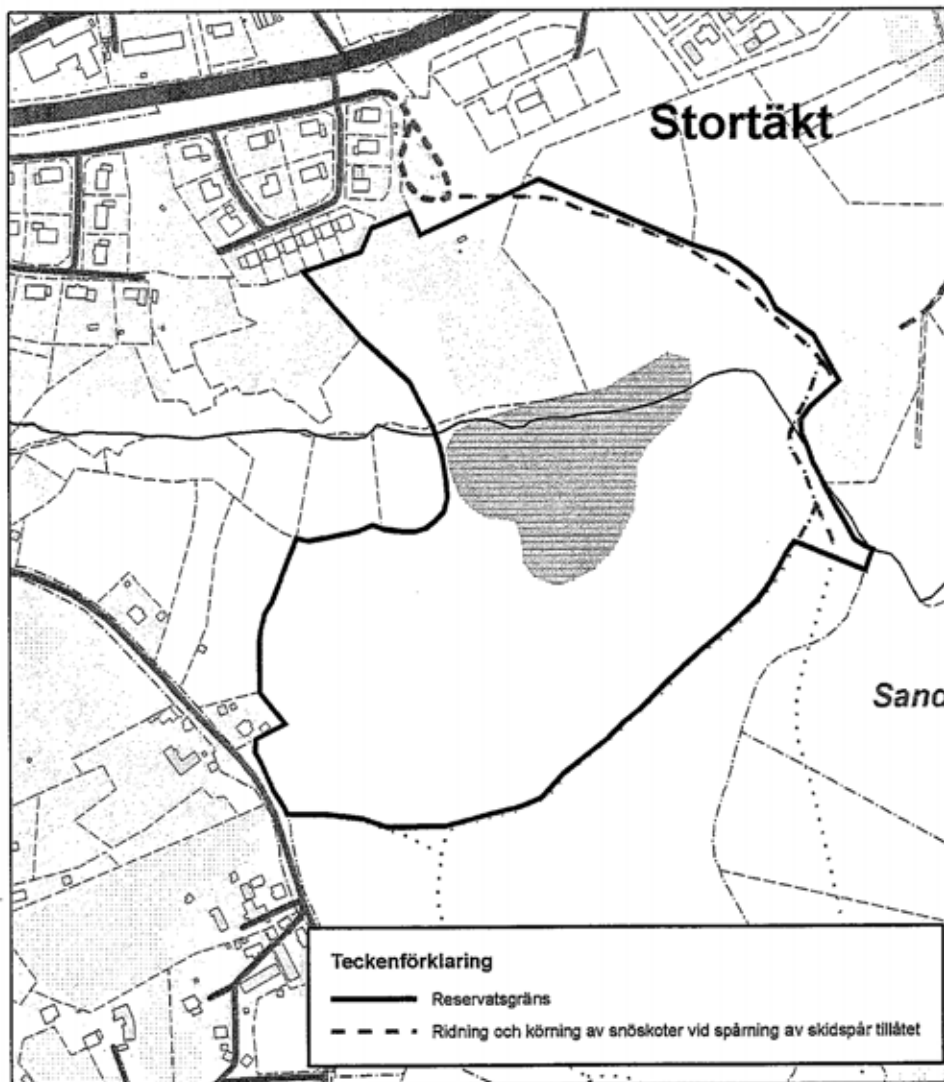 Stortäkt
Sand
Teckenförklaring
Reservatsgräns
Ridning och körning av snöskoter vid spårning av skidspår tillåtet